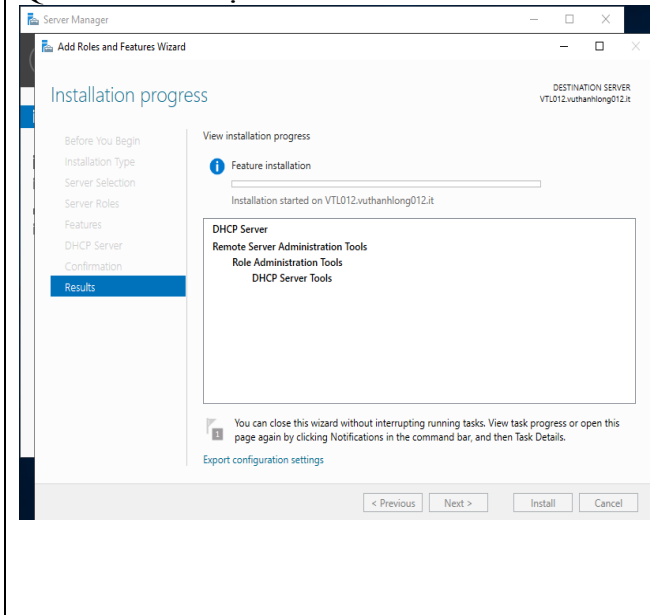 Server Manager
Add Roles and Features Wizard
Installation progress
DESTINATION SERVER
VTL012.vuthanhlong012.it
Before You Begin
Installation Type
Server Selection
Server Roles
Features
DHCP Server
Confirmation
Results
View installation progress
Feature installation
Installation started on VTL012.vuthanhlong012.it
DHCP Server
Remote Server Administration Tools
Role Administration Tools
DHCP Server Tools
1
You can close this wizard without interrupting running tasks. View task progress or open this
page again by clicking Notifications in the command bar, and then Task Details.
Export configuration settings
< Previous
Next >
Install
Cancel